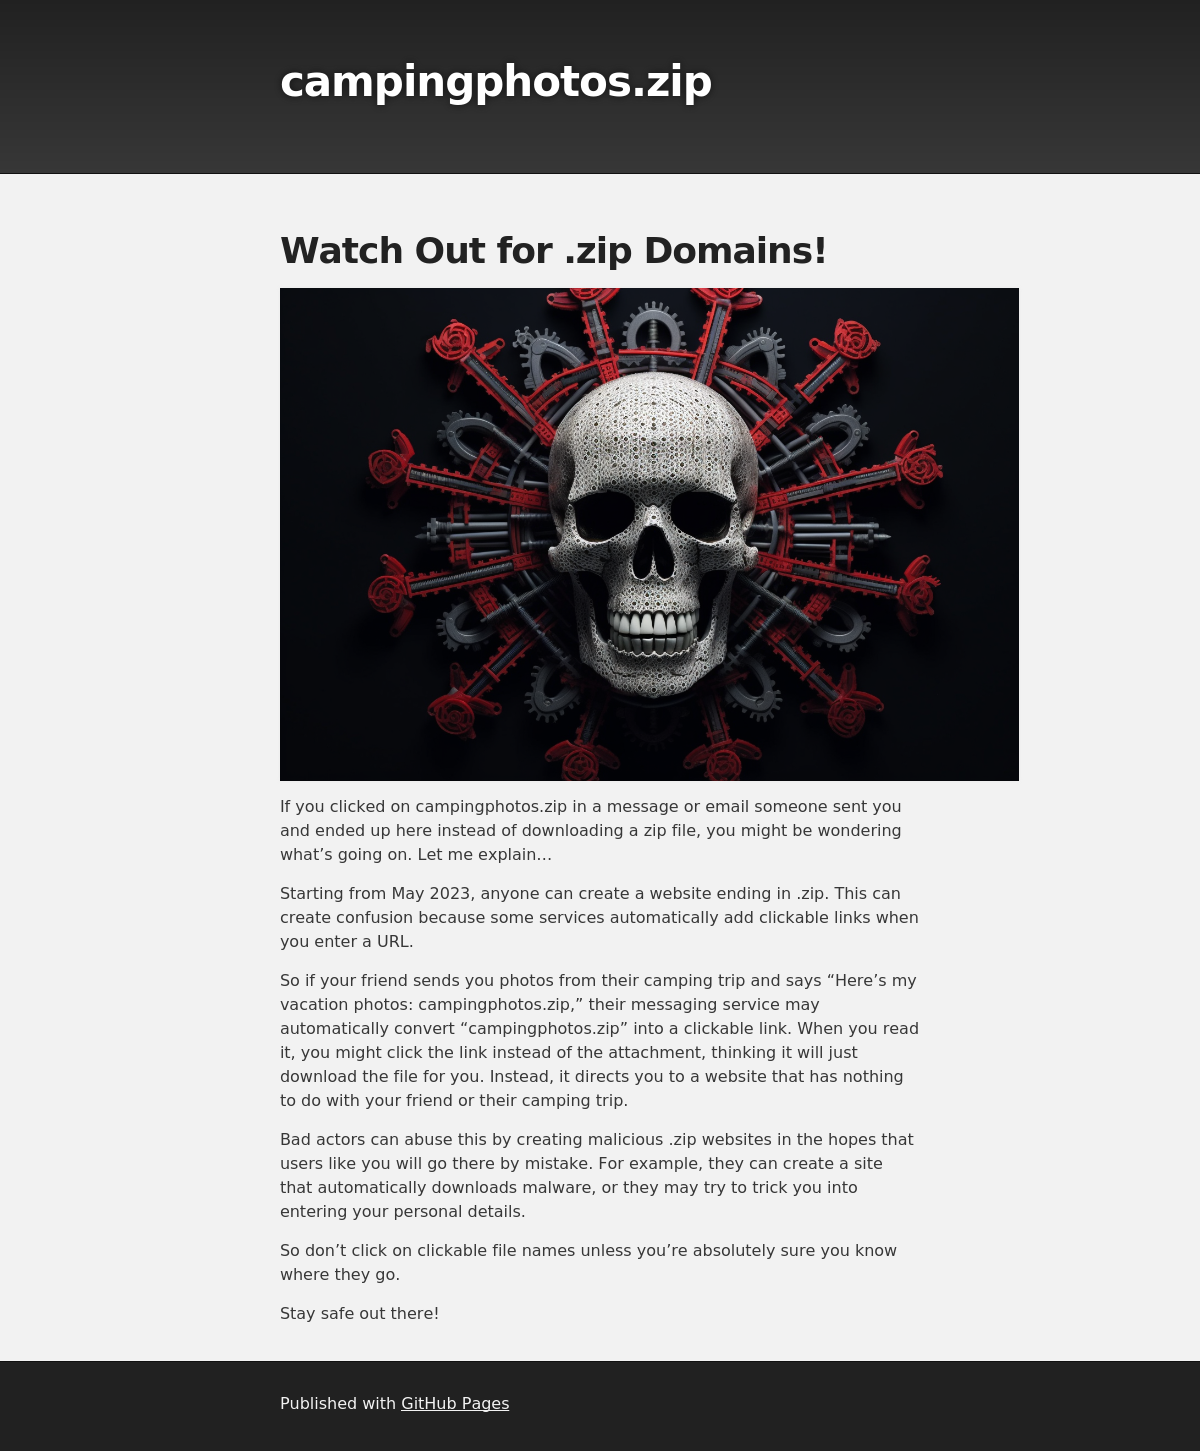 campingphotos.zip
Watch Out for .zip Domains!
If you clicked on campingphotos.zip in a message or email someone sent you
and ended up here instead of downloading a zip file, you might be wondering
what’s going on. Let me explain…
Starting from May 2023, anyone can create a website ending in .zip. This can
create confusion because some services automatically add clickable links when
you enter a URL.
So if your friend sends you photos from their camping trip and says “Here’s my
vacation photos: campingphotos.zip,” their messaging service may
automatically convert “campingphotos.zip” into a clickable link. When you read
it, you might click the link instead of the attachment, thinking it will just
download the file for you. Instead, it directs you to a website that has nothing
to do with your friend or their camping trip.
Bad actors can abuse this by creating malicious .zip websites in the hopes that
users like you will go there by mistake. For example, they can create a site
that automatically downloads malware, or they may try to trick you into
entering your personal details.
So don’t click on clickable file names unless you’re absolutely sure you know
where they go.
Stay safe out there!
Published with GitHub Pages